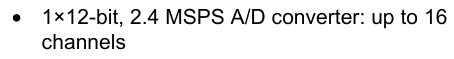 • 1×12-bit, 2.4 MSPS A/D converter: up to 16
channels